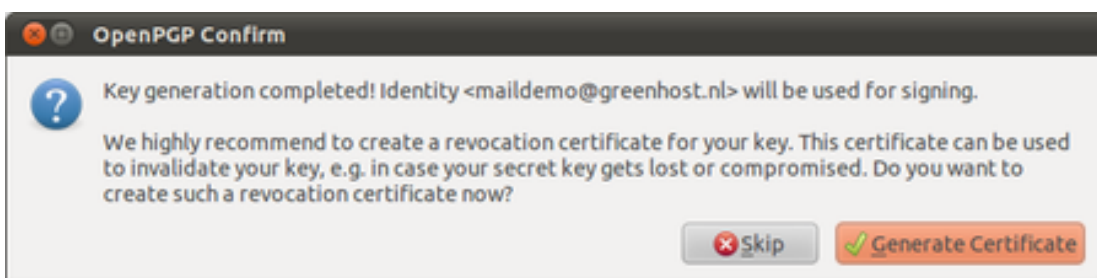 OpenPGP Confirm
Key generation completed! Identity <maildemo@greenhost.nl> will be used for signing.
We highly recommend to create a revocation certificate for your key. This certificate can be used
to invalidate your key, e.g. in case your secret key gets lost or compromised. Do you want to
create such a revocation certificate now?
Skip
Generate Certificate